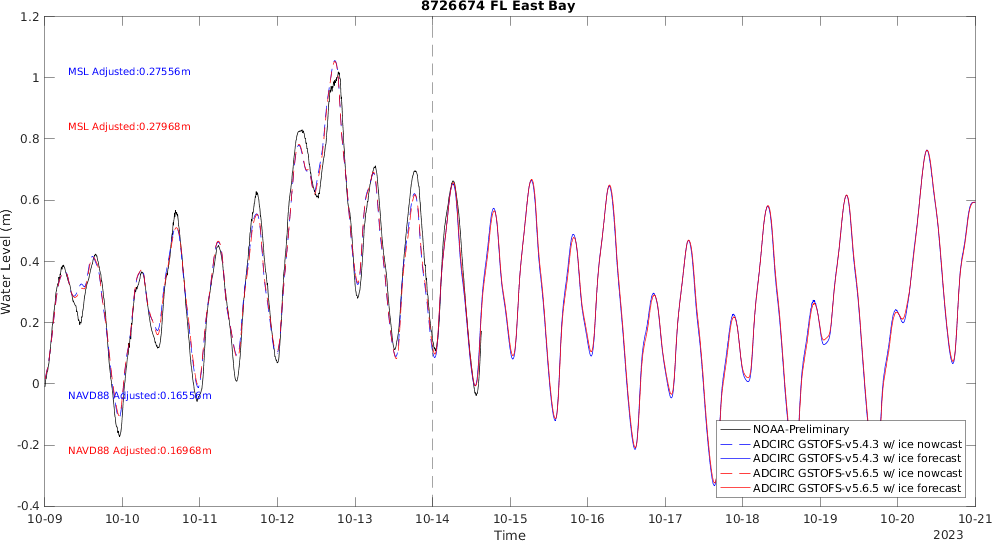 8726674 FL East Bay
1.2
1
0.8
0.6
0.4
0.2
0
-0.2
-0.4
Water Level (m)
MSL Adjusted:0.27556m
MSL Adjusted:0.27968m
NAVD88 Adjusted:0.16556m
NAVD88 Adjusted:0.16968m
NOAA-Preliminary
ADCIRC GSTOFS-v5.4.3 w/ ice nowcast
ADCIRC GSTOFS-v5.4.3 w/ ice forecast
ADCIRC GSTOFS-v5.6.5 w/ ice nowcast
ADCIRC GSTOFS-v5.6.5 w/ ice forecast
10-09 10-10 10-11 10-12 10-13 10-14 10-15 10-16 10-17 10-18 10-19 10-20 10-21
Time
2023